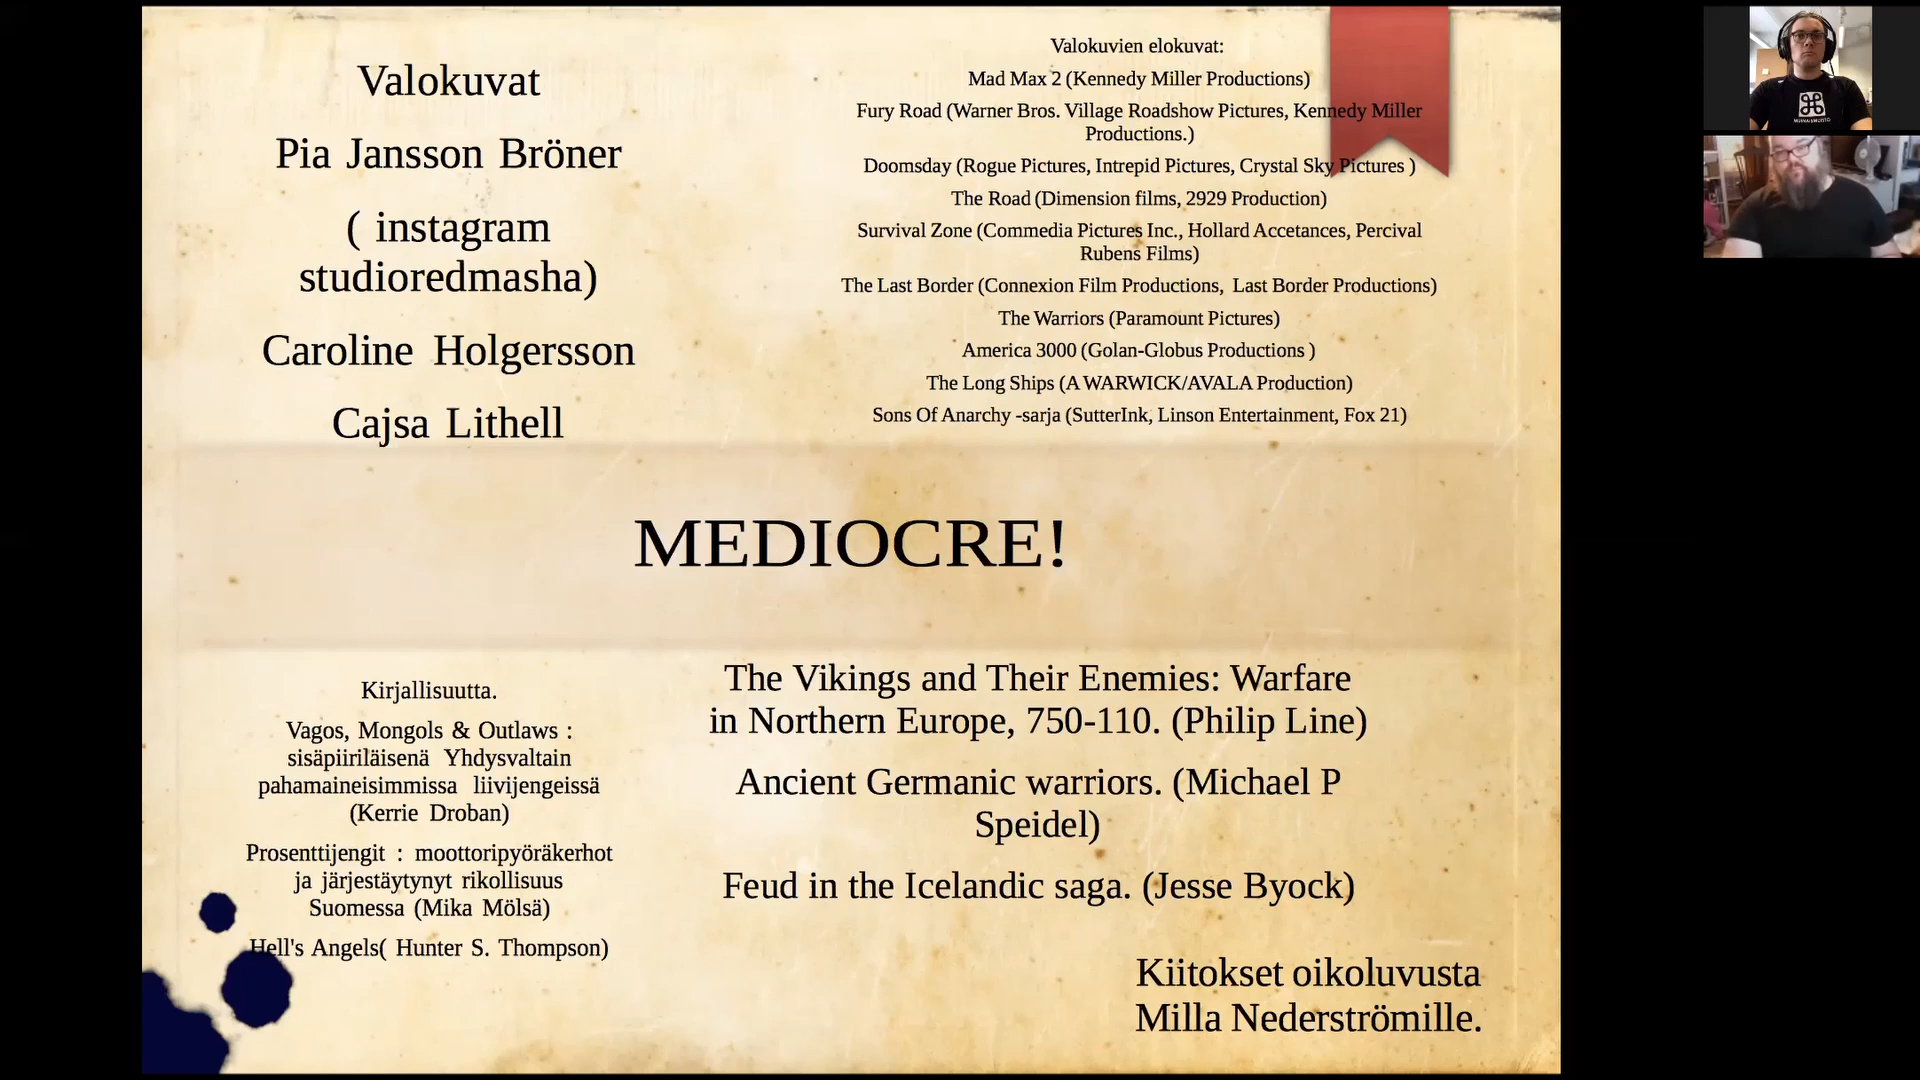 Valokuvat
Pia Jansson Bröner
( instagram
studioredmasha)
Caroline Holgersson
Cajsa Lithell
Valokuvien elokuvat:
Mad Max 2 (Kennedy Miller Productions)
Fury Road (Warner Bros. Village Roadshow Pictures, Kennedy Miller
Productions.)
Doomsday (Rogue Pictures, Intrepid Pictures, Crystal Sky Pictures )
The Road (Dimension films, 2929 Production)
Survival Zone (Commedia Pictures Inc., Hollard Accetances, Percival
Rubens Films)
The Last Border (Connexion Film Productions, Last Border Productions)
The Warriors (Paramount Pictures)
America 3000 (Golan-Globus Productions )
The Long Ships (A WARWICK/AVALA Production)
Sons Of Anarchy -sarja (SutterInk, Linson Entertainment, Fox 21)
MEDIOCRE!
Kirjallisuutta.
Vagos, Mongols & Outlaws :
sisäpiiriläisenä Yhdysvaltain
pahamaineisimmissa liivijengeissä
(Kerrie Droban)
Prosenttijengit : moottoripyöräkerhot
ja järjestäytynyt rikollisuus
Suomessa (Mika Mölsä)
Hell's Angels( Hunter S. Thompson)
The Vikings and Their Enemies: Warfare
in Northern Europe, 750-110. (Philip Line)
Ancient Germanic warriors. (Michael P
Speidel)
Feud in the Icelandic saga. (Jesse Byock)
Kiitokset oikoluvusta
Milla Nederströmille.